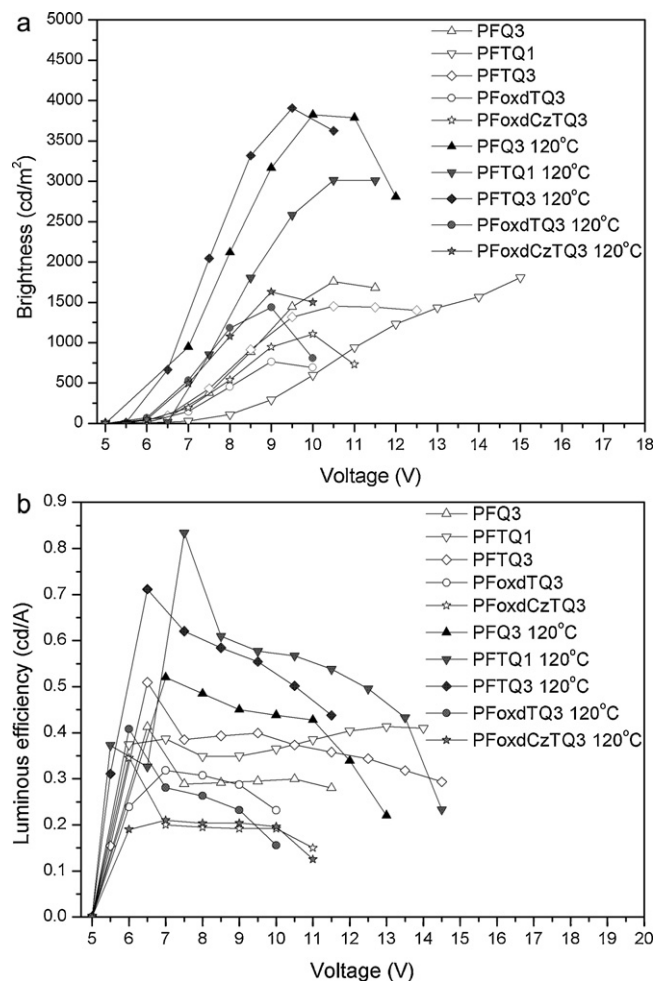 a
5000
4500
4000
3500
3000
2500
2000
1500
1000
500
0
Brightness (cd/m²)
PFQ3
PFTQ1
PFTQ3
PFoxdTQ3
PFoxdCzTQ3
PFQ3 120°C
PFTQ1 120°C
PFTQ3 120°C
PFoxdTQ3 120°C
PFoxdCzTQ3 120°C
5 6 7 8 9 10 11 12 13 14 15 16 17 18
Voltage (V)
b
0.9
0.8
0.7
0.6
0.5
0.4
0.3
0.2
0.1
0.0
Luminous efficiency (cd/A)
PFQ3
PFTQ1
PFTQ3
PFoxdTQ3
PFoxdCzTQ3
PFQ3 120°C
PFTQ1 120°C
PFTQ3 120°C
PFoxdTQ3 120°C
PFoxdCzTQ3 120°C
5 6 7 8 9 10 11 12 13 14 15 16 17 18 19 20
Voltage (V)